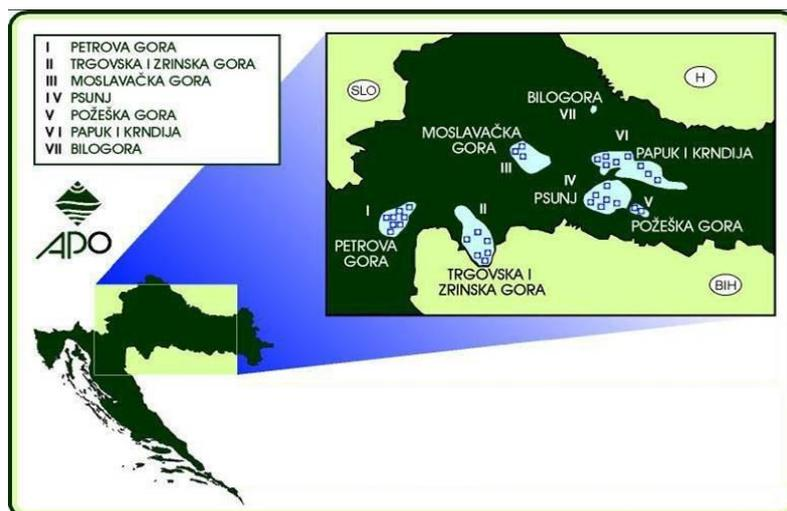 I PETROVA GORA
II TRGOVSKA I ZRINSKA GORA
III MOSLAVAČKA GORA
IV PSUNJ
V POŽEŠKA GORA
VI PAPUK I KRNDIJA
VII BILOGORA
APO
SLO
H
BILOGORA
VII
VI
MOSLAVAČKA
GORA
III
PAPUK I KRNDIJA
IV
PSUNJ
V
POŽEŠKA GORA
I
PETROVA
GORA
II
TRGOVSKA I
ZRINSKA GORA
BIH